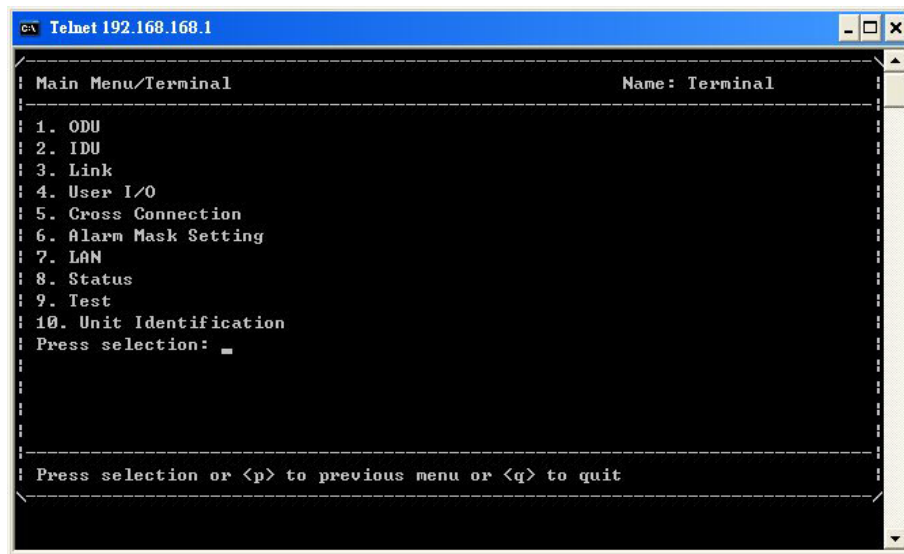 Telnet 192.168.168.1
Main Menu/Terminal Name: Terminal
1. ODU
2. IDU
3. Link
4. User I/O
5. Cross Connection
6. Alarm Mask Setting
7. LAN
8. Status
9. Test
10. Unit Identification
Press selection: _
Press selection or <p> to previous menu or <q> to quit